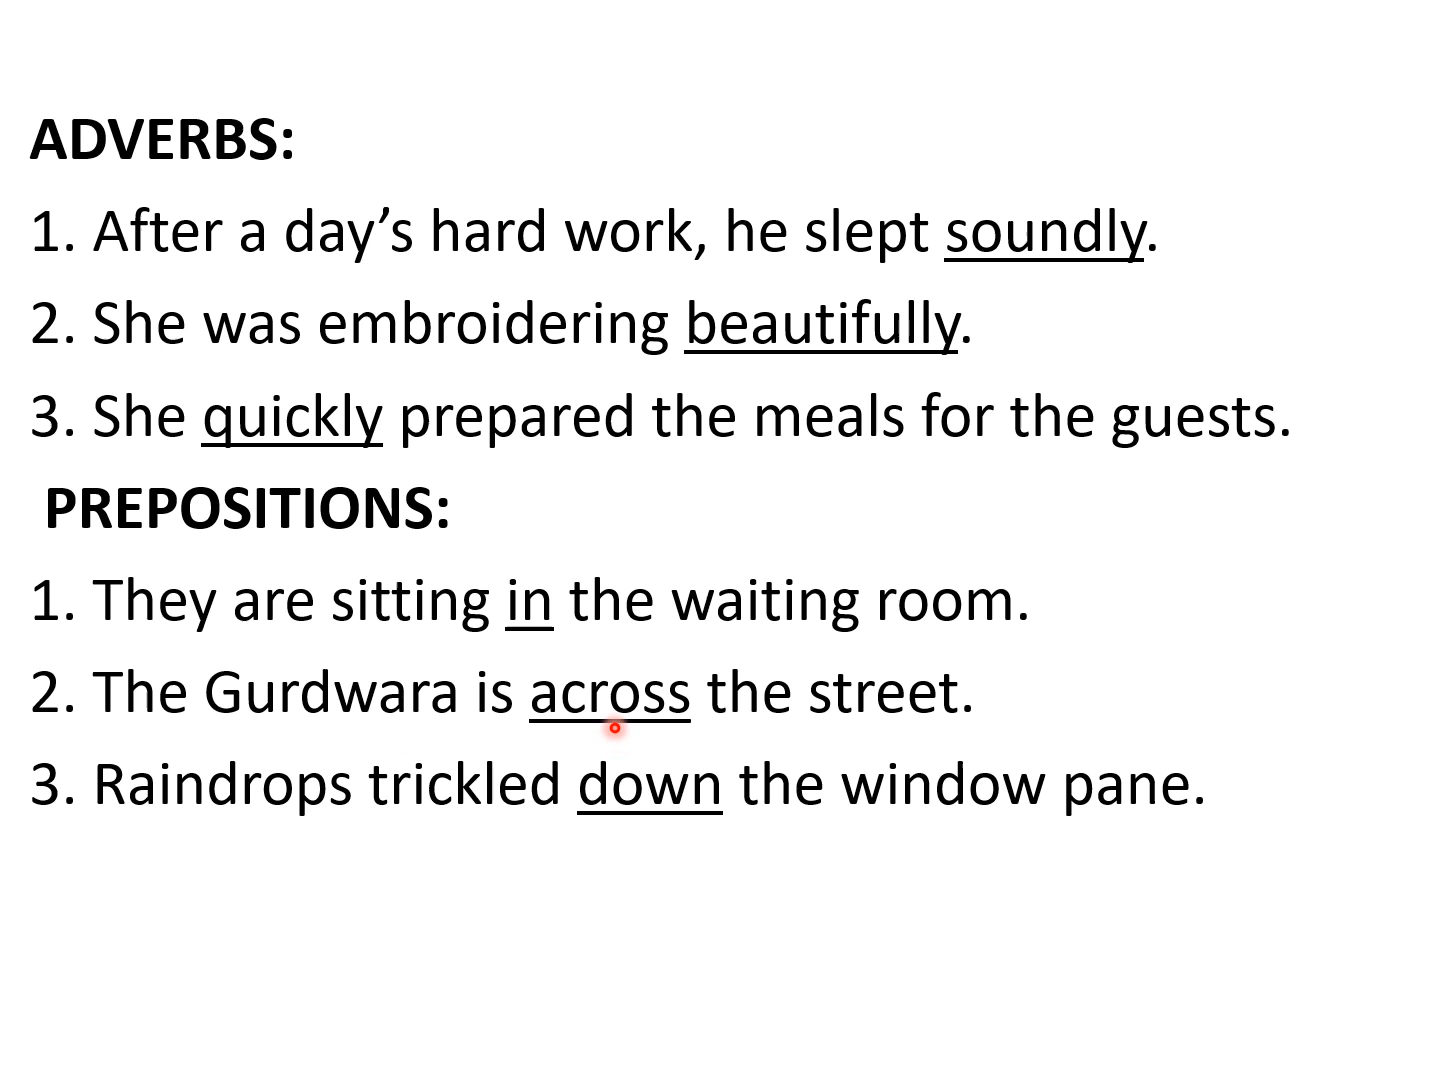 ADVERBS:
1. After a day’s hard work, he slept soundly.
2. She was embroidering beautifully.
3. She quickly prepared the meals for the guests.
PREPOSITIONS:
1. They are sitting in the waiting room.
2. The Gurdwara is across the street.
3. Raindrops trickled down the window pane.